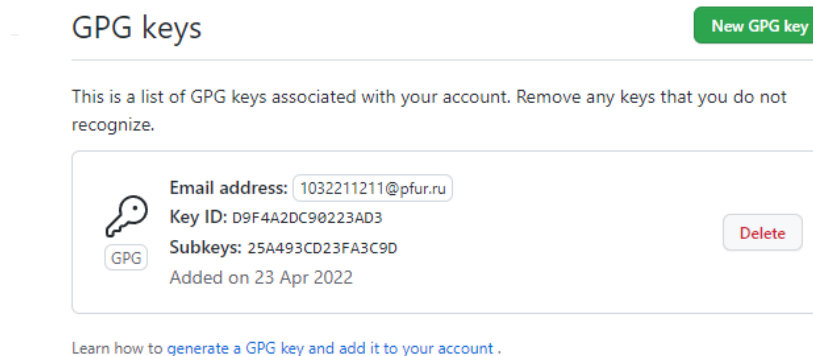 GPG keys
New GPG key
This is a list of GPG keys associated with your account. Remove any keys that you do not
recognize.
Email address: 1032211211@pfur.ru
Key ID: D9F4A2DC90223AD3
GPG
Subkeys: 25A493CD23FA3C9D
Delete
Added on 23 Apr 2022
Learn how to generate a GPG key and add it to your account .